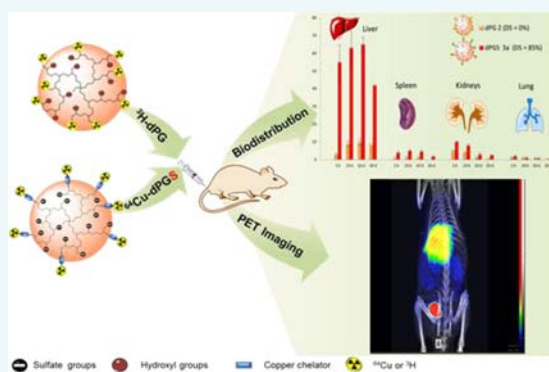 Liver
dPG 2 (DS = 0%)
dPGS 3a (DS = 85%)
Spleen
Kidneys
Lung
³H-dPG
Biodistribution
⁶⁴Cu-dPGS
PET Imaging
Sulfate groups
Hydroxyl groups
Copper chelator
⁶⁴Cu or ³H